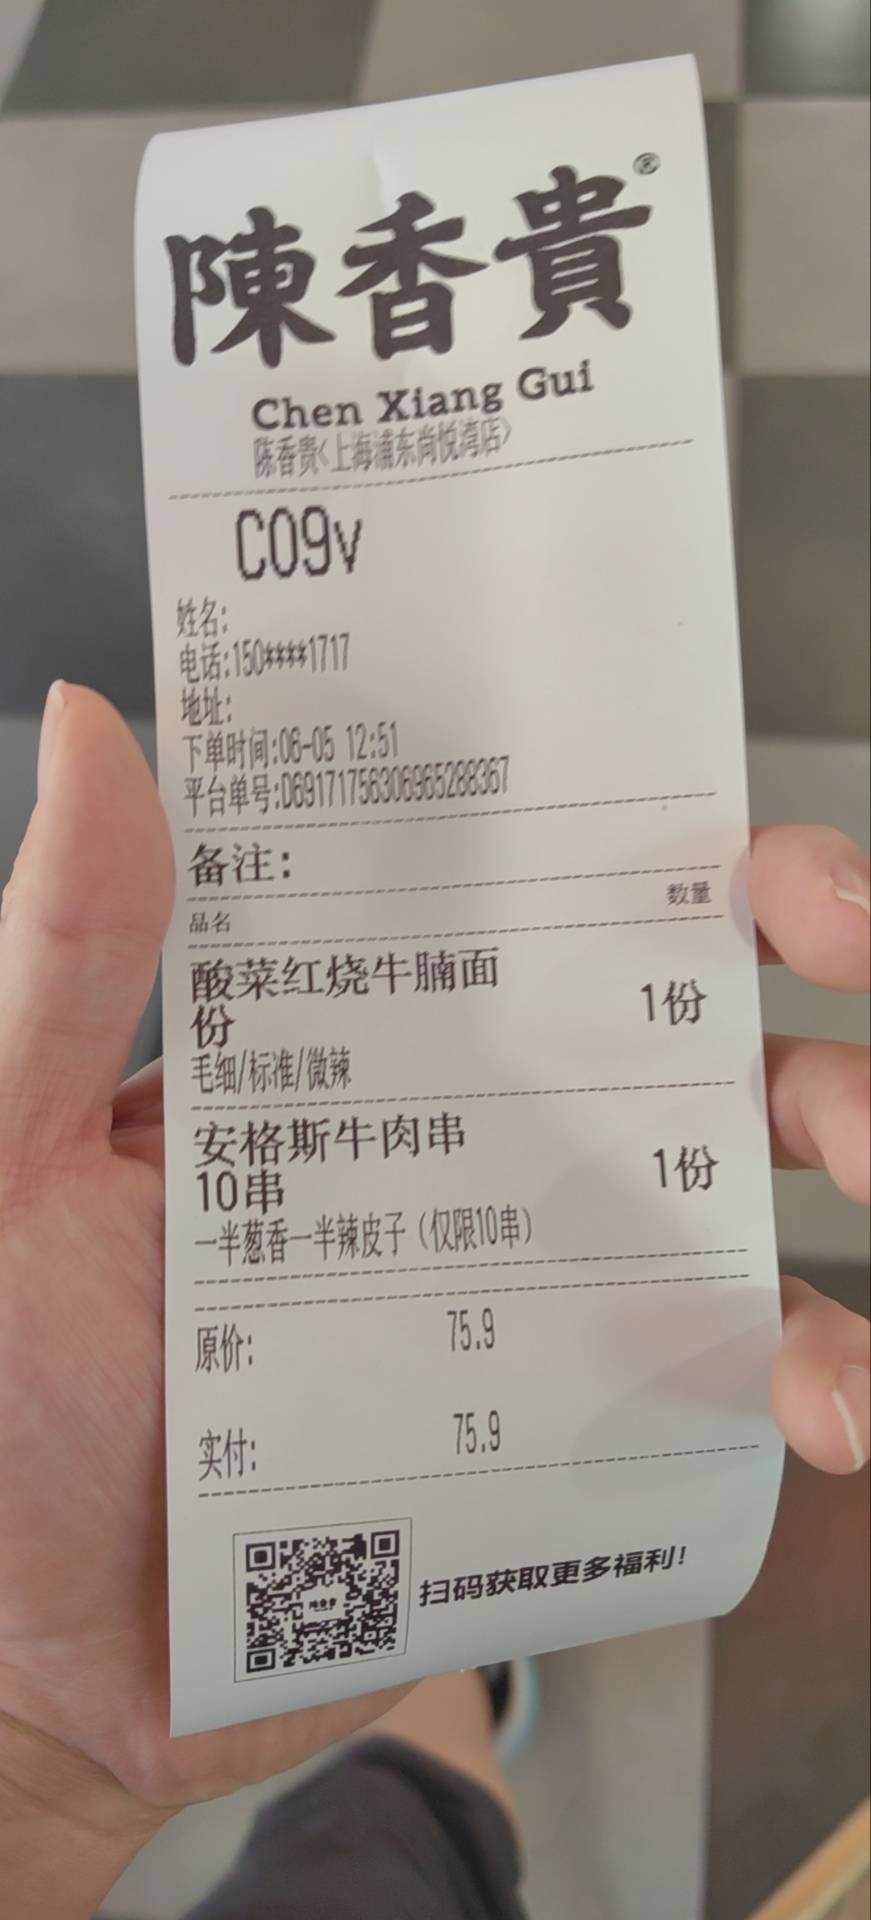 陳香貴®
Chen Xiang Gui
陈香贵<上海浦东尚悦湾店>
C09v
姓名:
电话:150****1717
地址:
下单时间:06-05 12:51
平台单号:D691717563069965288367
备注:
品名 数量
酸菜红烧牛腩面
份 1份
毛细/标准/微辣
安格斯牛肉串
10串 1份
一半葱香一半辣皮子（仅限10串）
原价: 75.9
实付: 75.9
扫码获取更多福利!